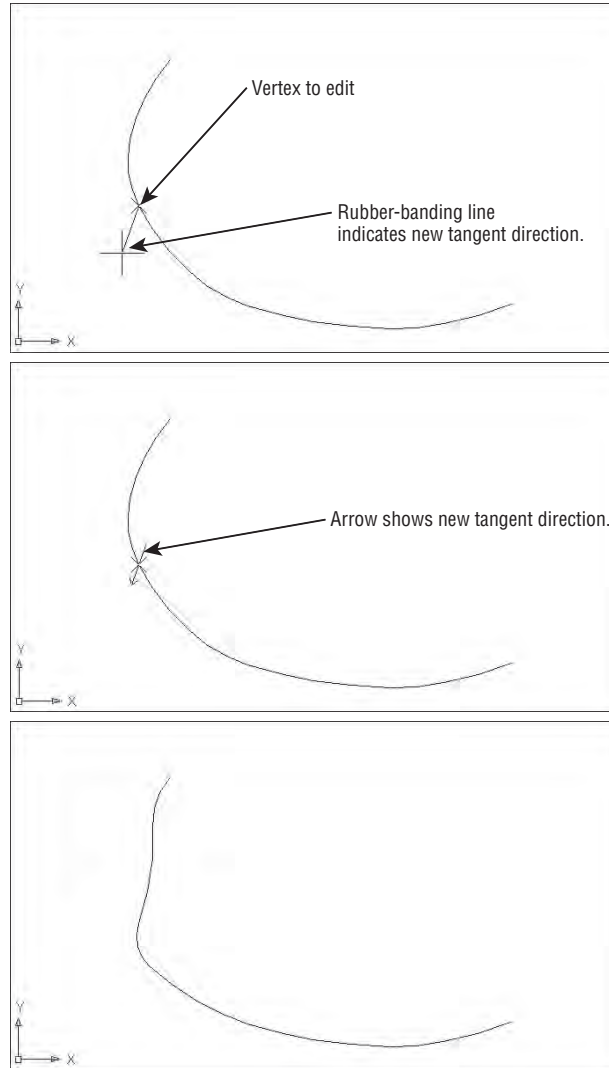 Vertex to edit
Rubber-banding line
indicates new tangent direction.
Y
X
Arrow shows new tangent direction.
Y
X
Y
X